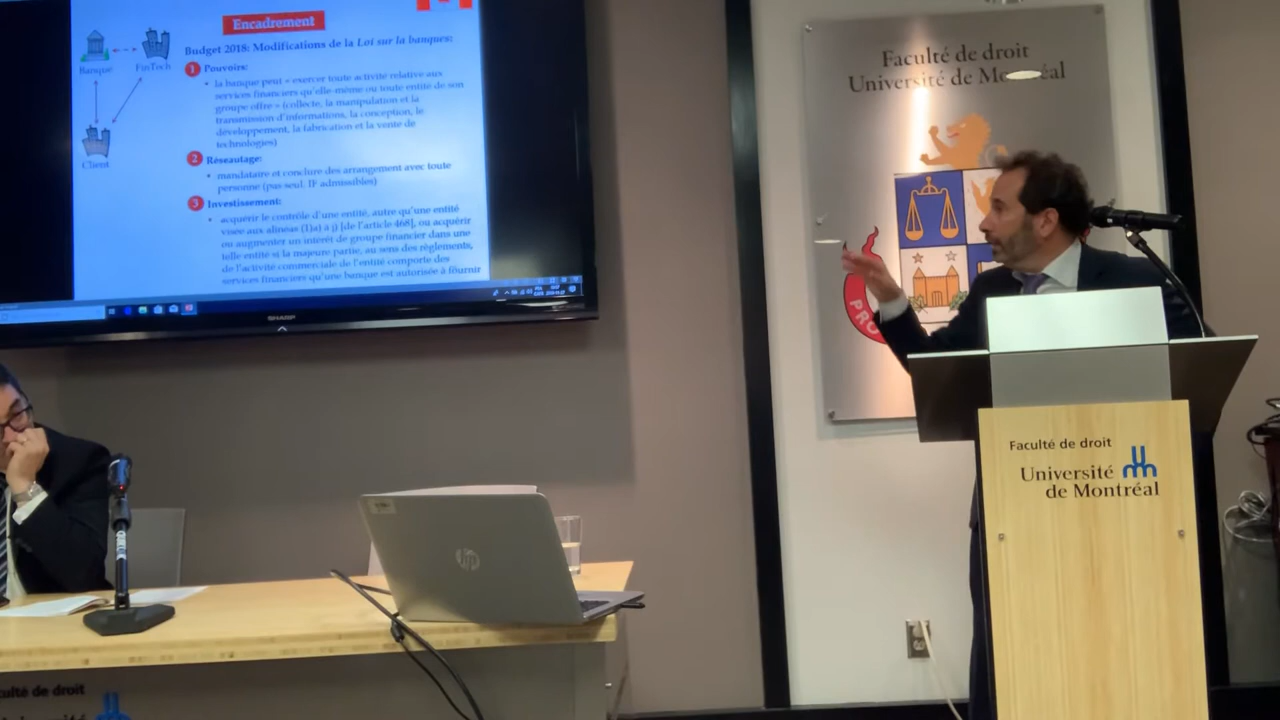 Encadrement
Budget 2018: Modifications de la Loi sur la banques:
Banque
FinTech
Client
1 Pouvoirs:
• la banque peut « exercer toute activité relative aux
services financiers qu'elle-même ou toute entité de son
groupe offre » (collecte, la manipulation et la
transmission d'informations, la conception, le
développement, la fabrication et la vente de
technologies)
2 Réseautage:
• mandataire et conclure des arrangement avec toute
personne (pas seul. IF admissibles)
3 Investissement:
• acquérir le contrôle d'une entité, autre qu'une entité
visée aux alinéas (1)a) à j) [de l'article 468], ou acquérir
ou augmenter un intérêt de groupe financier dans une
telle entité si la majeure partie, au sens des règlements,
de l'activité commerciale de l'entité comporte des
services financiers qu'une banque est autorisée à fournir
SHARP
Faculté de droit
Université de Montréal
PRO
hp
Faculté de droit
Université
de Montréal
culté de droit